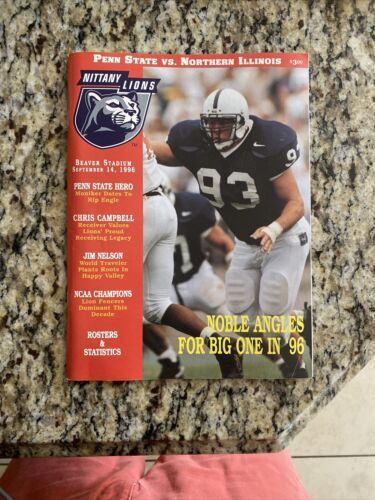 PENN STATE VS. NORTHERN ILLINOIS $3.00
NITTANY
LIONS
TM
BEAVER STADIUM
SEPTEMBER 14, 1996
PENN STATE HERO
Moniker Dates To
Hip Engle
CHRIS CAMPBELL
Receiver Values
Lions' Proud
Receiving Legacy
JIM NELSON
World Traveler
Plants Roots In
Happy Valley
NCAA CHAMPIONS
Lion Fencers
Dominant This
Decade
ROSTERS
&
STATISTICS
93
NOBLE ANGLES
FOR BIG ONE IN '96